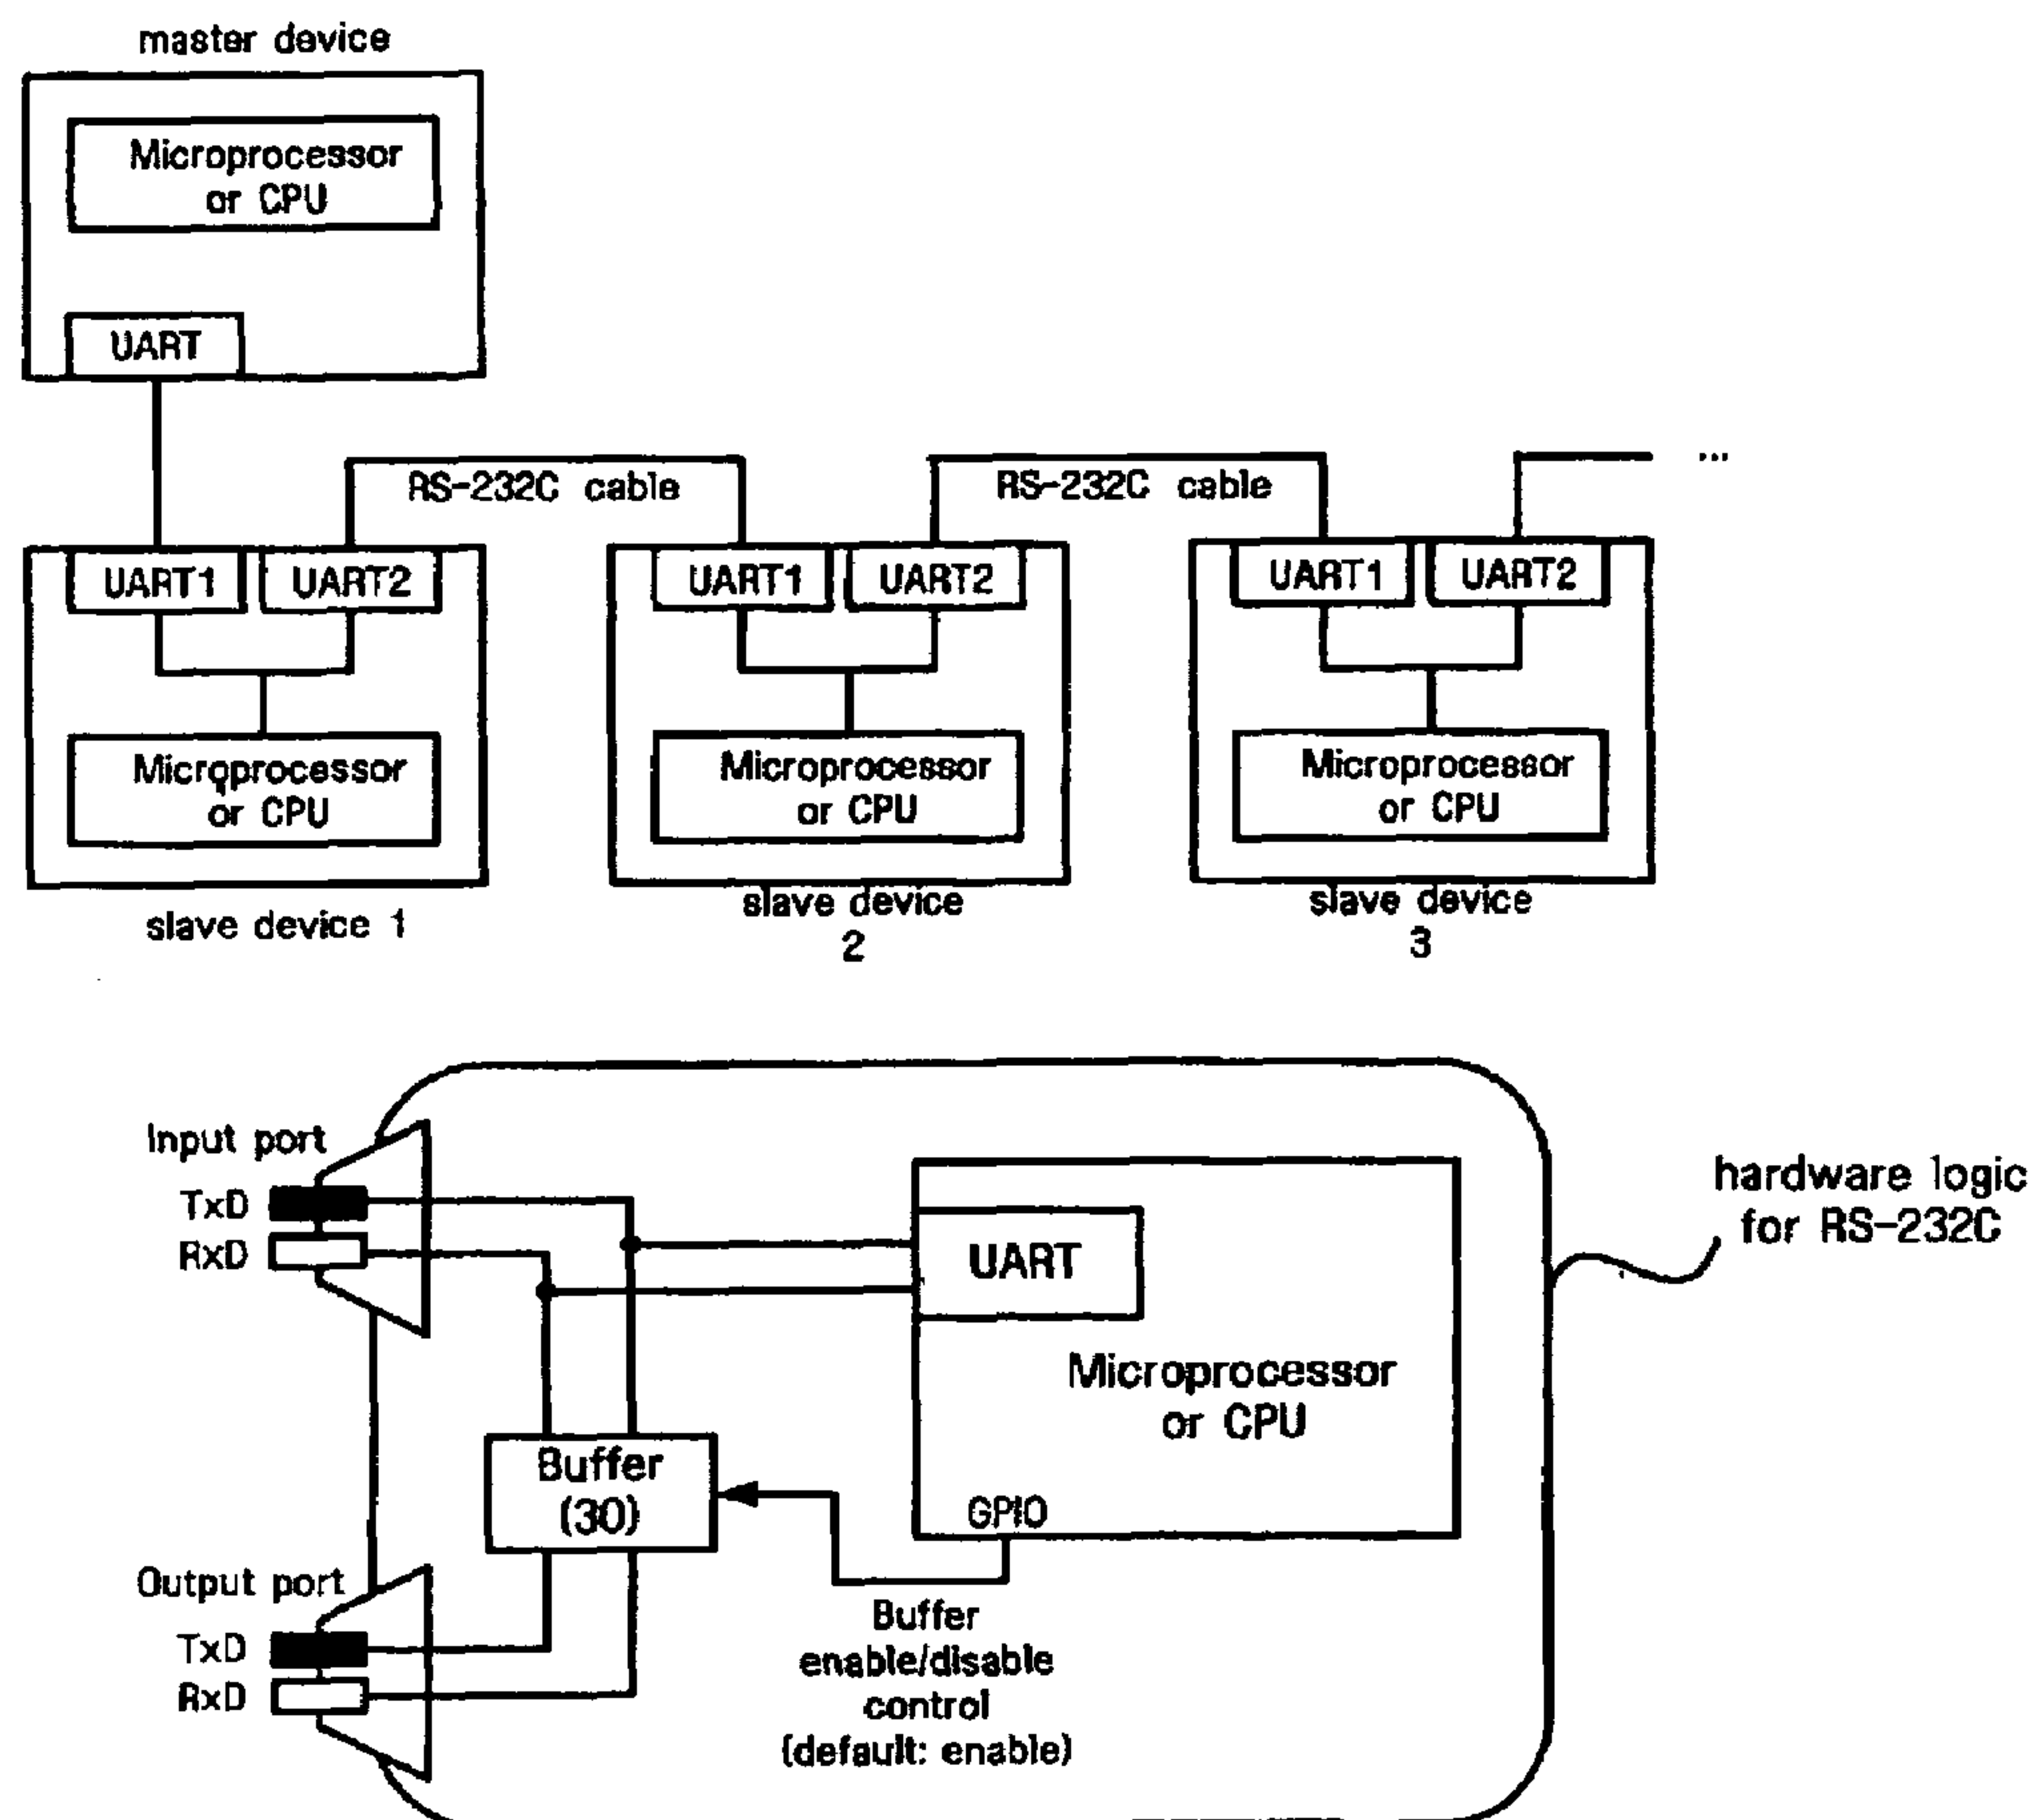 master device
Microprocessor
or CPU
UART
RS-232C cable
RS-232C cable
...
UART1
UART2
UART1
UART2
UART1
UART2
Microprocessor
or CPU
Microprocessor
or CPU
Microprocessor
or CPU
slave device 1
slave device
2
slave device
3
Input port
TxD
RxD
UART
Microprocessor
or CPU
hardware logic
for RS-232C
Buffer
(30)
GPIO
Output port
TxD
RxD
Buffer
enable/disable
control
(default: enable)